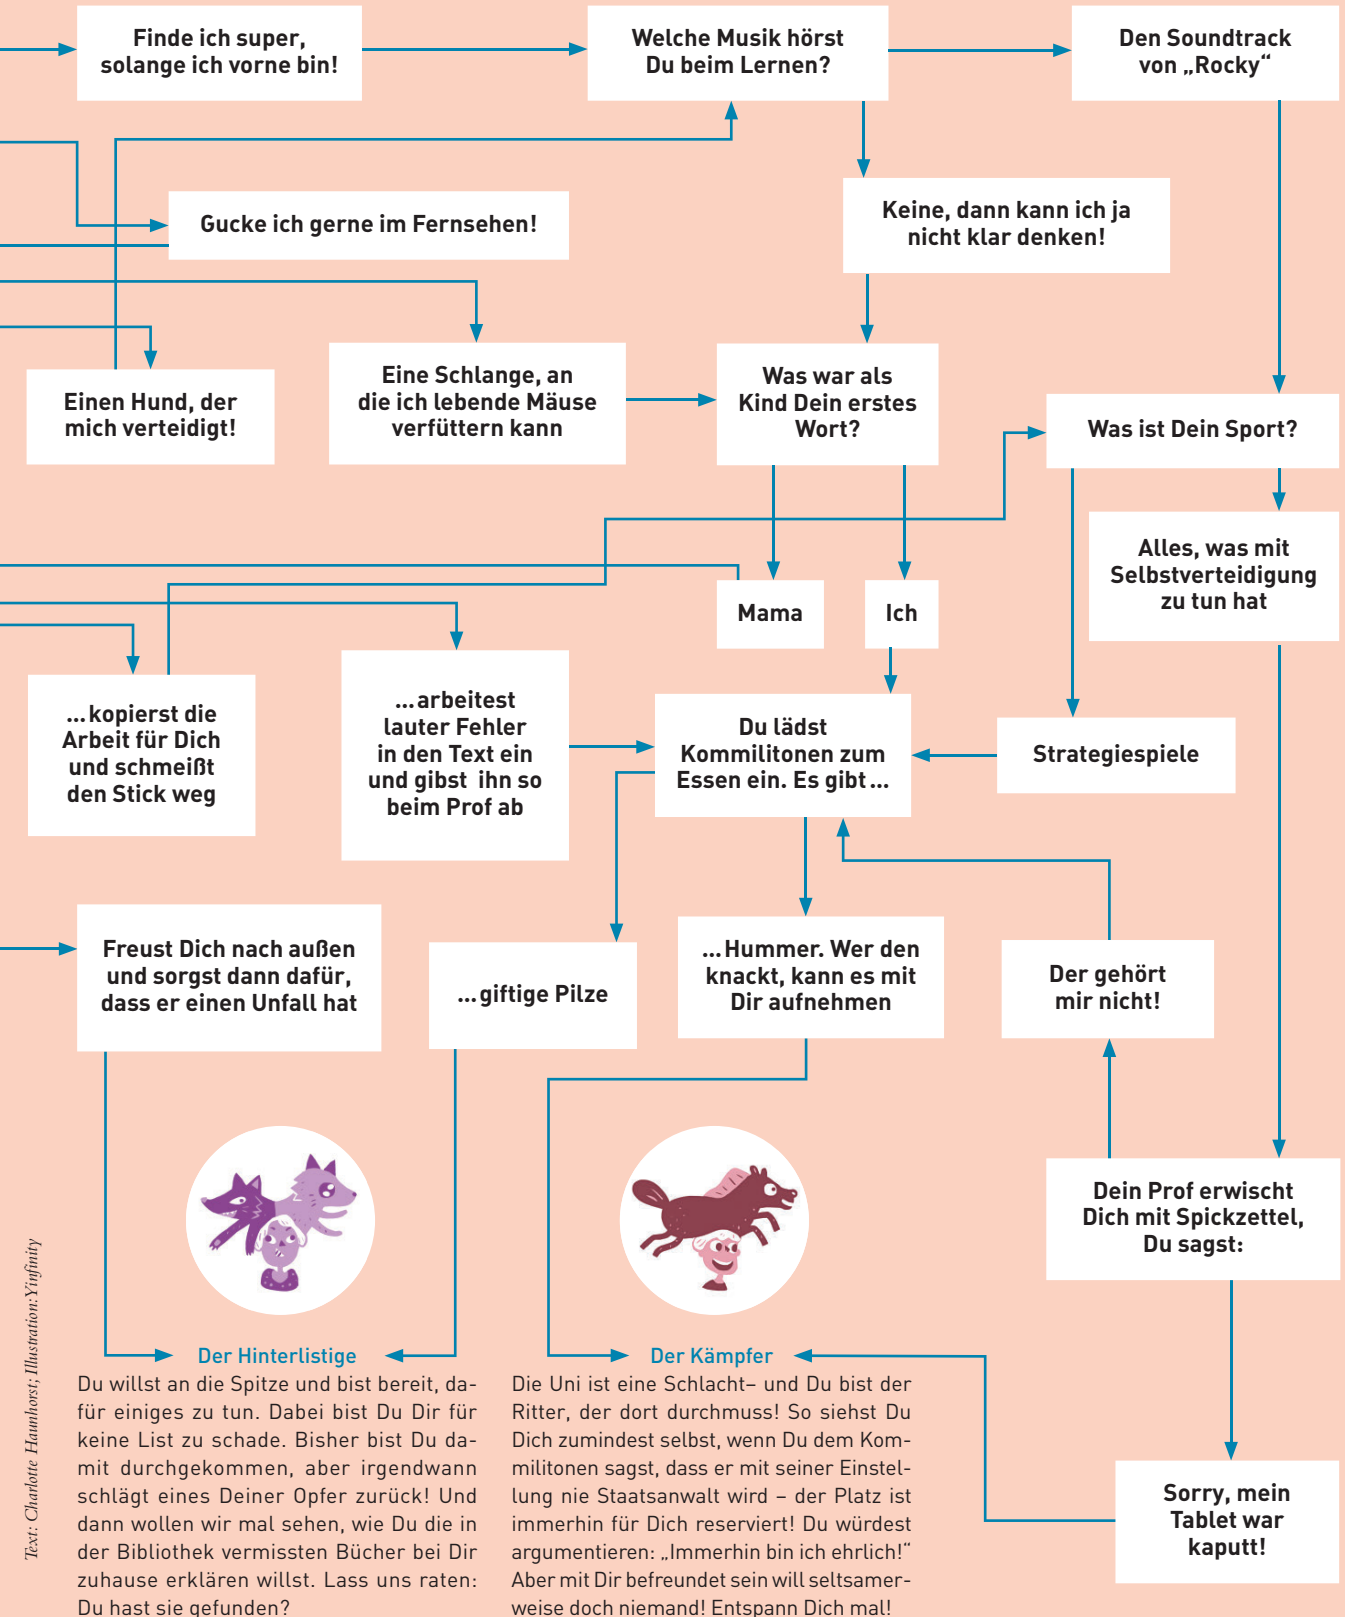 Finde ich super,
solange ich vorne bin!
Welche Musik hörst
Du beim Lernen?
Den Soundtrack
von „Rocky“
Gucke ich gerne im Fernsehen!
Keine, dann kann ich ja
nicht klar denken!
Einen Hund, der
mich verteidigt!
Eine Schlange, an
die ich lebende Mäuse
verfüttern kann
Was war als
Kind Dein erstes
Wort?
Was ist Dein Sport?
Alles, was mit
Selbstverteidigung
zu tun hat
Mama
Ich
...kopierst die
Arbeit für Dich
und schmeißt
den Stick weg
...arbeitest
lauter Fehler
in den Text ein
und gibst ihn so
beim Prof ab
Du lädst
Kommilitonen zum
Essen ein. Es gibt...
Strategiespiele
Freust Dich nach außen
und sorgst dann dafür,
dass er einen Unfall hat
...giftige Pilze
...Hummer. Wer den
knackt, kann es mit
Dir aufnehmen
Der gehört
mir nicht!
Dein Prof erwischt
Dich mit Spickzettel,
Du sagst:
Sorry, mein
Tablet war
kaputt!
Der Hinterlistige
Du willst an die Spitze und bist bereit, da-
für einiges zu tun. Dabei bist Du Dir für
keine List zu schade. Bisher bist Du da-
mit durchgekommen, aber irgendwann
schlägt eines Deiner Opfer zurück! Und
dann wollen wir mal sehen, wie Du die in
der Bibliothek vermissten Bücher bei Dir
zuhause erklären willst. Lass uns raten:
Du hast sie gefunden?
Der Kämpfer
Die Uni ist eine Schlacht– und Du bist der
Ritter, der dort durchmuss! So siehst Du
Dich zumindest selbst, wenn Du dem Kom-
militonen sagst, dass er mit seiner Einstel-
lung nie Staatsanwalt wird – der Platz ist
immerhin für Dich reserviert! Du würdest
argumentieren: „Immerhin bin ich ehrlich!“
Aber mit Dir befreundet sein will seltsamer-
weise doch niemand! Entspann Dich mal!
Text: Charlotte Haunhorst; Illustration: Yinfinity